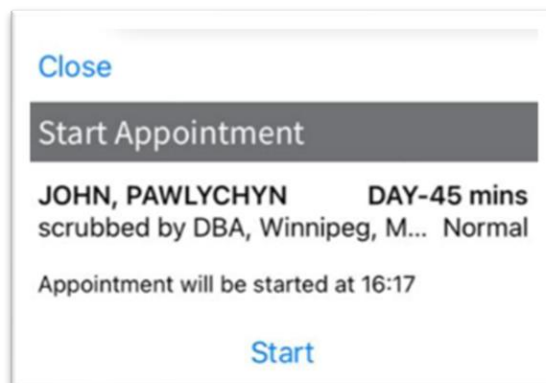 Close
Start Appointment
JOHN, PAWLYCHYN DAY-45 mins
scrubbed by DBA, Winnipeg, M... Normal
Appointment will be started at 16:17
Start